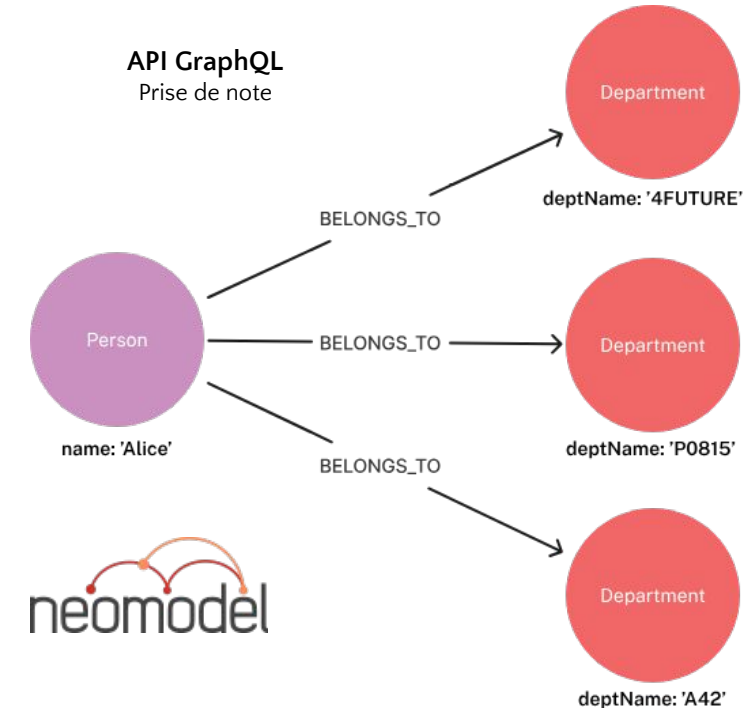 API GraphQL
Prise de note
Department
deptName: '4FUTURE'
BELONGS_TO
Person
name: 'Alice'
BELONGS_TO
Department
deptName: 'P0815'
BELONGS_TO
neomodel
Department
deptName: 'A42'